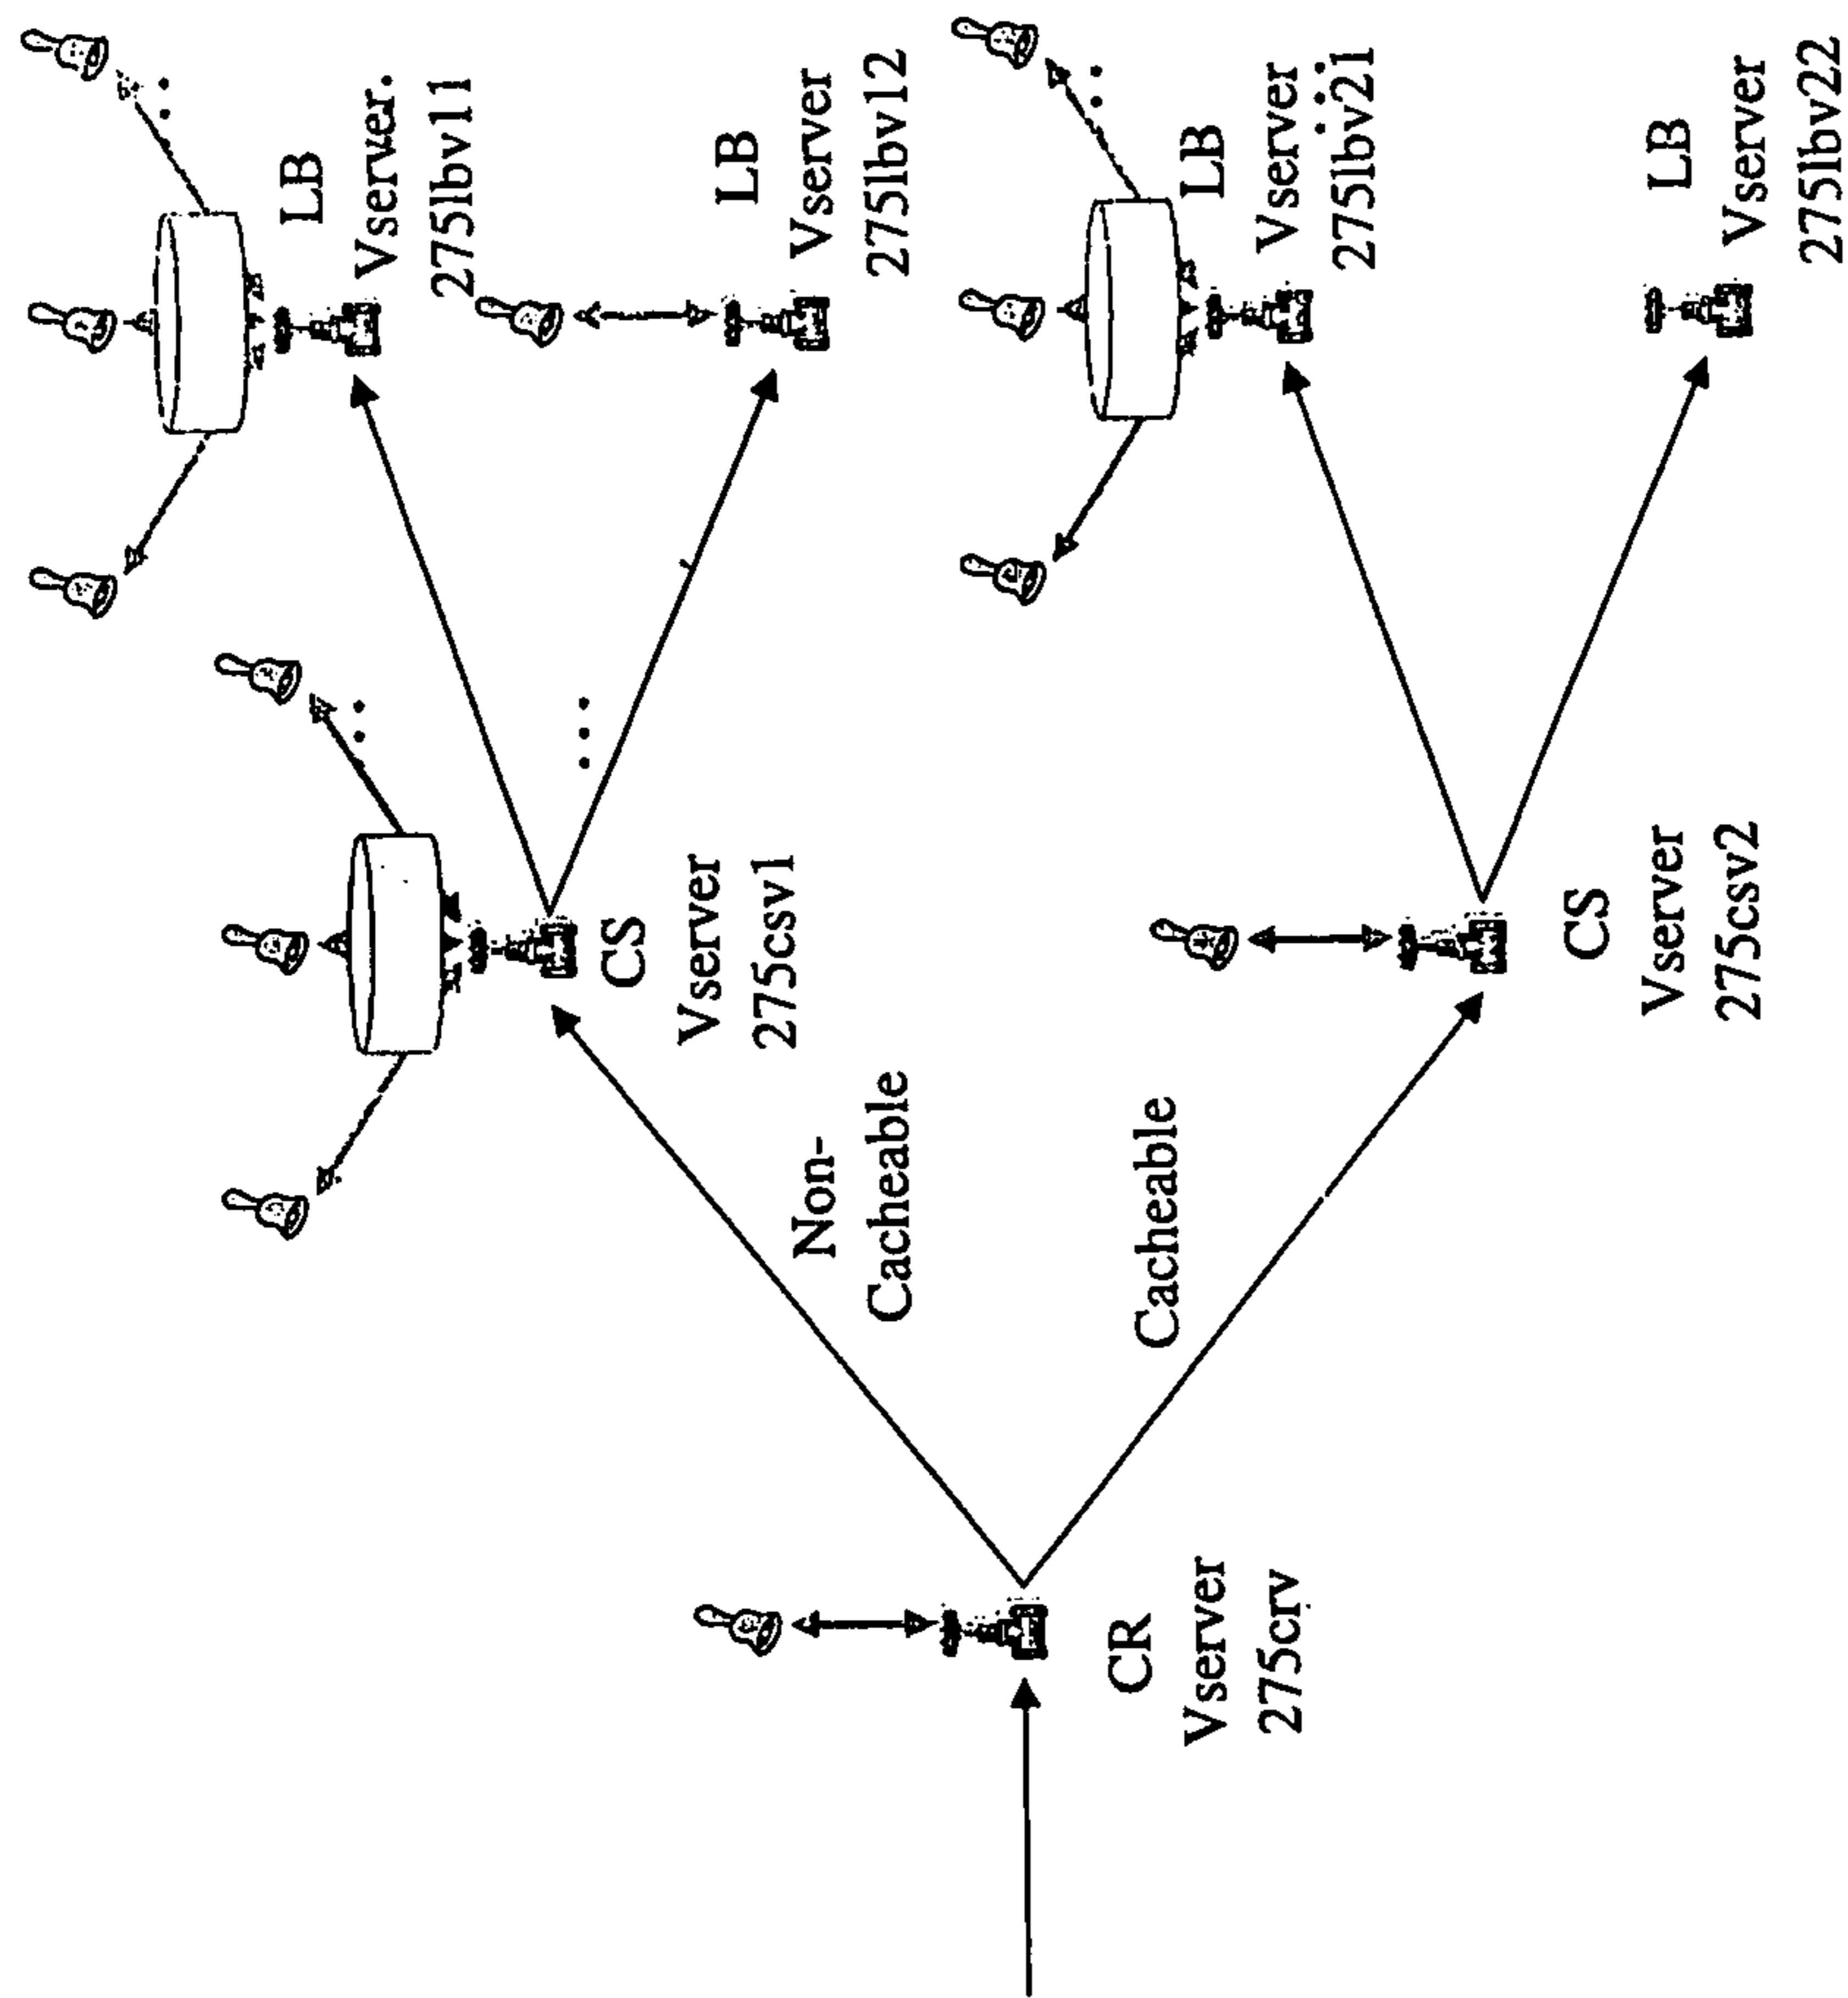 CR
Vserver
275crv
Non-
Cacheable
Cacheable
CS
Vserver
275csv1
CS
Vserver
275csv2
LB
Vserver
275lbv11
LB
Vserver
275lbv12
LB
Vserver
275lbv21
LB
Vserver
275lbv22